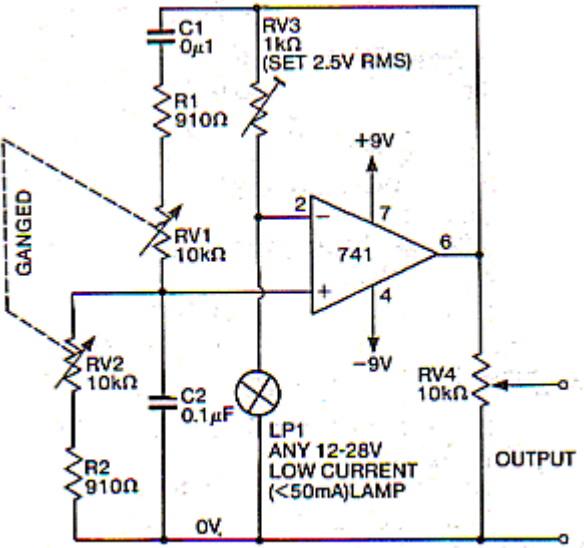 C1
0μ1
RV3
1kΩ
(SET 2.5V RMS)
R1
910Ω
+9V
GANGED
2
−
7
RV1
10kΩ
741
6
+
4
−9V
RV2
10kΩ
C2
0.1μF
RV4
10kΩ
LP1
ANY 12-28V
LOW CURRENT
(<50mA)LAMP
OUTPUT
R2
910Ω
0V.